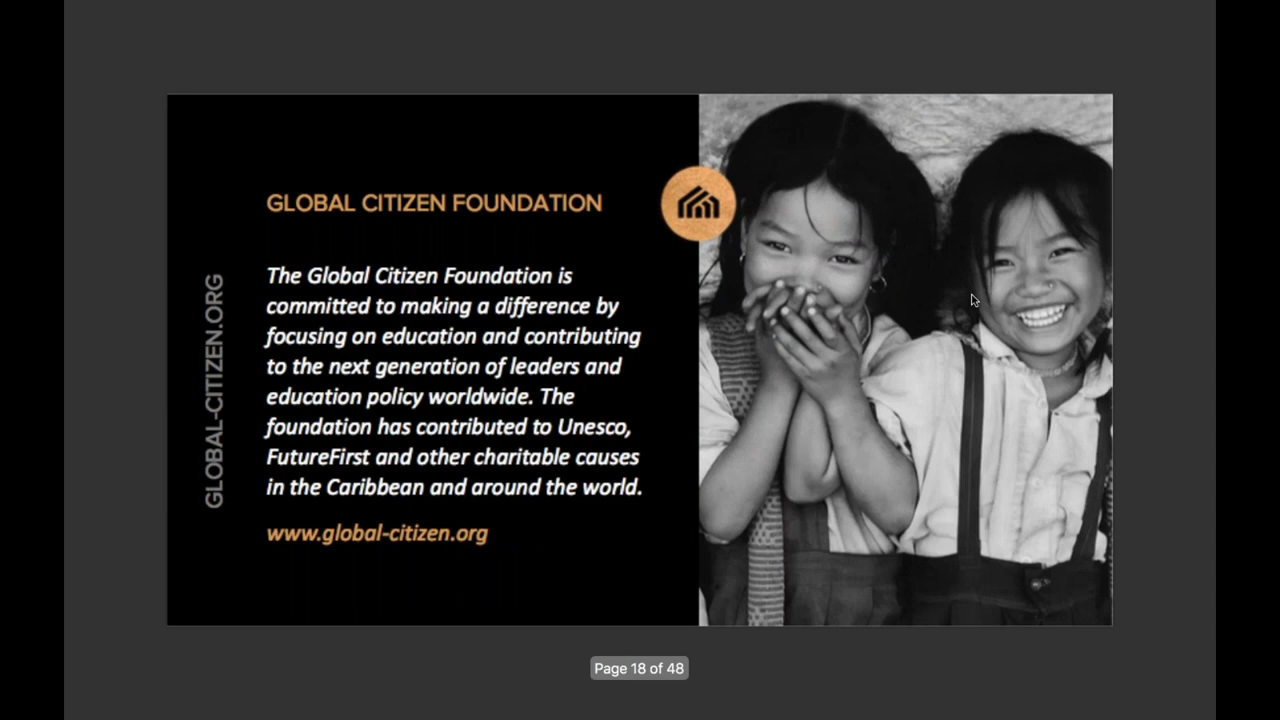 GLOBAL CITIZEN FOUNDATION
The Global Citizen Foundation is
committed to making a difference by
focusing on education and contributing
to the next generation of leaders and
education policy worldwide. The
foundation has contributed to Unesco,
FutureFirst and other charitable causes
in the Caribbean and around the world.
www.global-citizen.org
GLOBAL-CITIZEN.ORG
Page 18 of 48